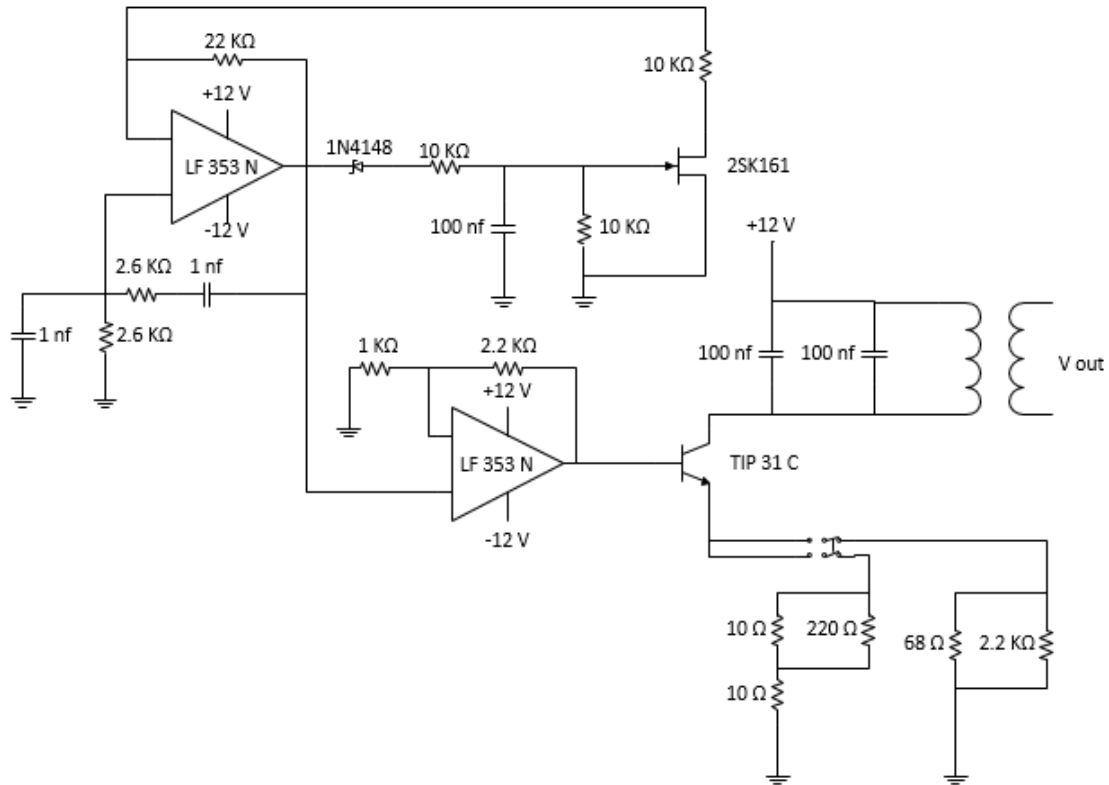 22 KΩ
10 KΩ
+12 V
LF 353 N
-12 V
1N4148
10 KΩ
2SK161
100 nf
10 KΩ
2.6 KΩ
1 nf
1 nf
2.6 KΩ
+12 V
1 KΩ
2.2 KΩ
+12 V
LF 353 N
-12 V
100 nf
100 nf
V out
TIP 31 C
10 Ω
220 Ω
10 Ω
68 Ω
2.2 KΩ